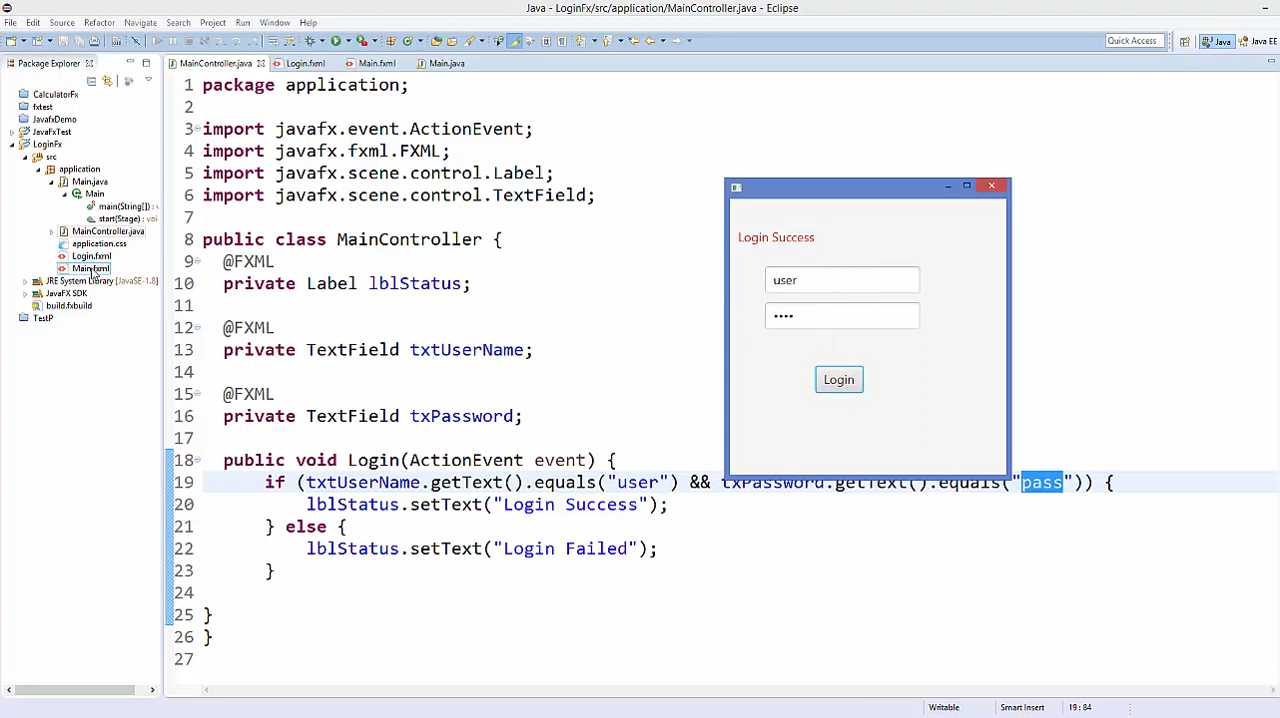 Java - LoginFx/src/application/MainController.java - Eclipse
File Edit Source Refactor Navigate Search Project Run Window Help
Quick Access Java Java EE
Package Explorer
MainController.java Login.fxml Main.fxml Main.java
CalculatorFx
fxtest
JavafxDemo
JavafxTest
LoginFx
src
application
Main.java
Main
main(String[]) : v
start(Stage) : voi
MainController.java
application.css
Login.fxml
Main.fxml
JRE System Library [JavaSE-1.8]
JavaFX SDK
build.fxbuild
TestP
1 package application;
2
3 import javafx.event.ActionEvent;
4 import javafx.fxml.FXML;
5 import javafx.scene.control.Label;
6 import javafx.scene.control.TextField;
7
8 public class MainController {
9 @FXML
10 private Label lblStatus;
11
12 @FXML
13 private TextField txtUserName;
14
15 @FXML
16 private TextField txPassword;
17
18 public void Login(ActionEvent event) {
19 if (txtUserName.getText().equals("user") && txPassword.getText().equals("pass")) {
20 lblStatus.setText("Login Success");
21 } else {
22 lblStatus.setText("Login Failed");
23 }
24
25 }
26 }
27
Login Success
user
••••
Login
Writable Smart Insert 19 : 84